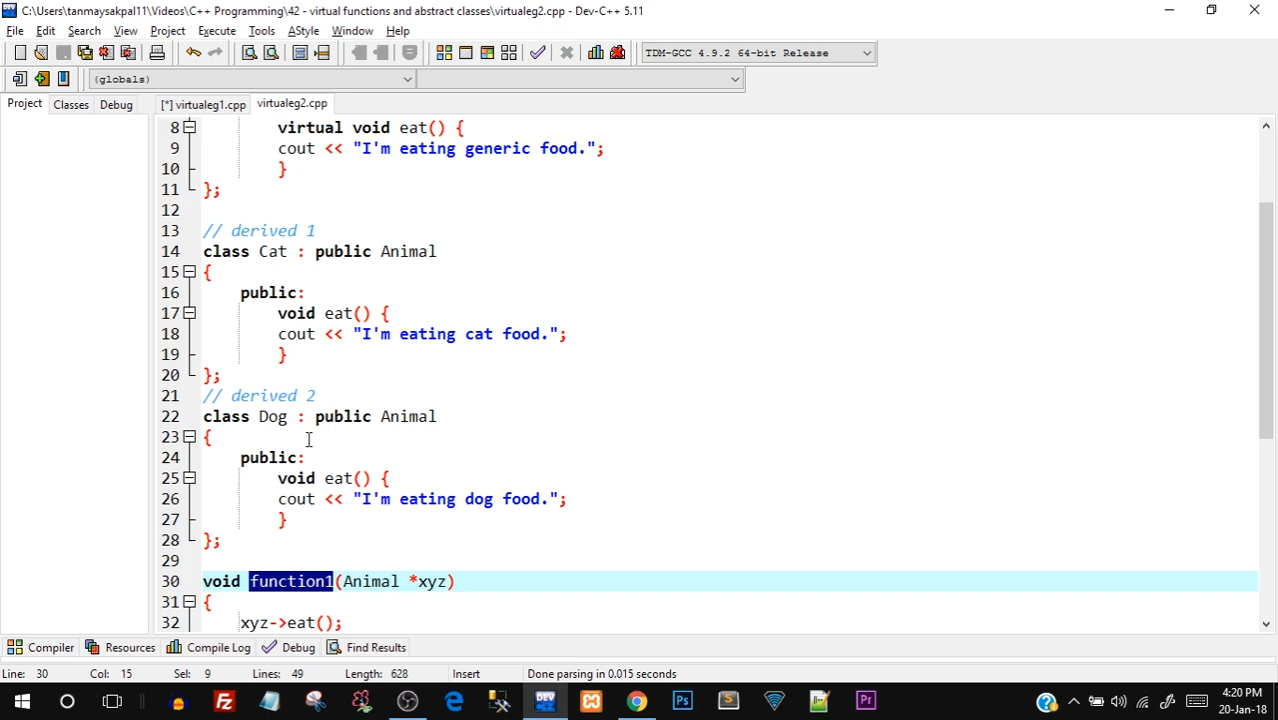 C:\Users\tanmaysakpal11\Videos\C++ Programming\42 - virtual functions and abstract classes\virtualeg2.cpp - Dev-C++ 5.11
File Edit Search View Project Execute Tools AStyle Window Help
TDM-GCC 4.9.2 64-bit Release
(globals)
Project Classes Debug [*] virtualeg1.cpp virtualeg2.cpp
8 virtual void eat() {
9 cout << "I'm eating generic food.";
10 }
11 };
12
13 // derived 1
14 class Cat : public Animal
15 {
16 public:
17 void eat() {
18 cout << "I'm eating cat food.";
19 }
20 };
21 // derived 2
22 class Dog : public Animal
23 {
24 public:
25 void eat() {
26 cout << "I'm eating dog food.";
27 }
28 };
29
30 void function1(Animal *xyz)
31 {
32 xyz->eat();
Compiler Resources Compile Log Debug Find Results
Line: 30 Col: 15 Sel: 9 Lines: 49 Length: 628 Insert Done parsing in 0.015 seconds
Fz Ps S Pr 4:20 PM
20-Jan-18